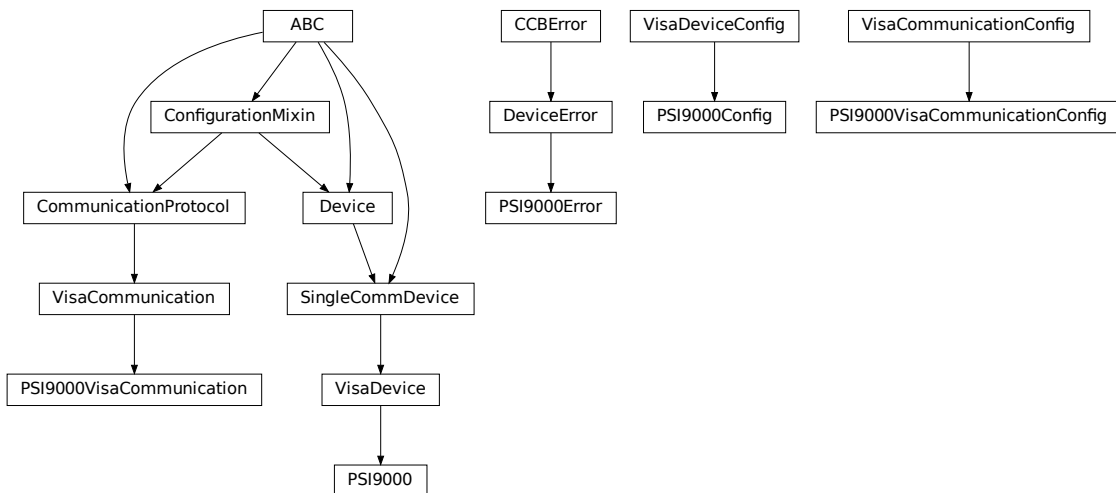 ABC
CCBError
VisaDeviceConfig
VisaCommunicationConfig
ConfigurationMixin
DeviceError
PSI9000Config
PSI9000VisaCommunicationConfig
CommunicationProtocol
Device
PSI9000Error
VisaCommunication
SingleCommDevice
PSI9000VisaCommunication
VisaDevice
PSI9000